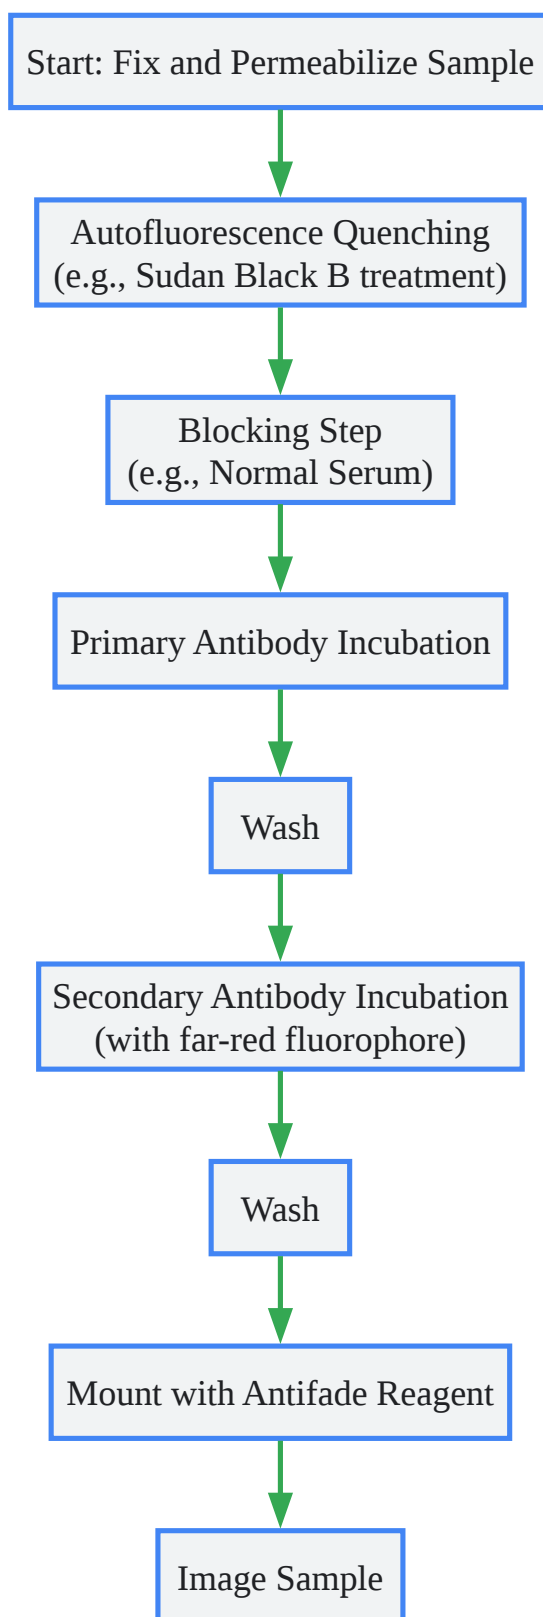 Start: Fix and Permeabilize Sample
Autofluorescence Quenching
(e.g., Sudan Black B treatment)
Blocking Step
(e.g., Normal Serum)
Primary Antibody Incubation
Wash
Secondary Antibody Incubation
(with far-red fluorophore)
Wash
Mount with Antifade Reagent
Image Sample